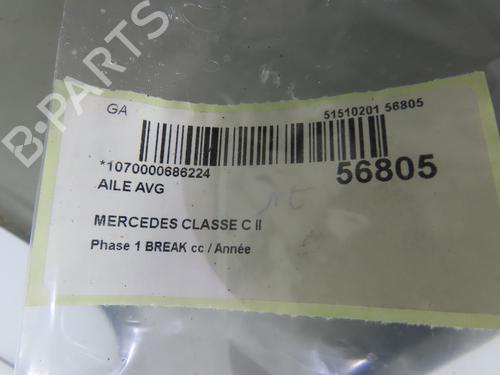 GA
51510201 56805
*1070000686224
56805
AILE AVG
MERCEDES CLASSE C II
Phase 1 BREAK cc / Année
B-PARTS